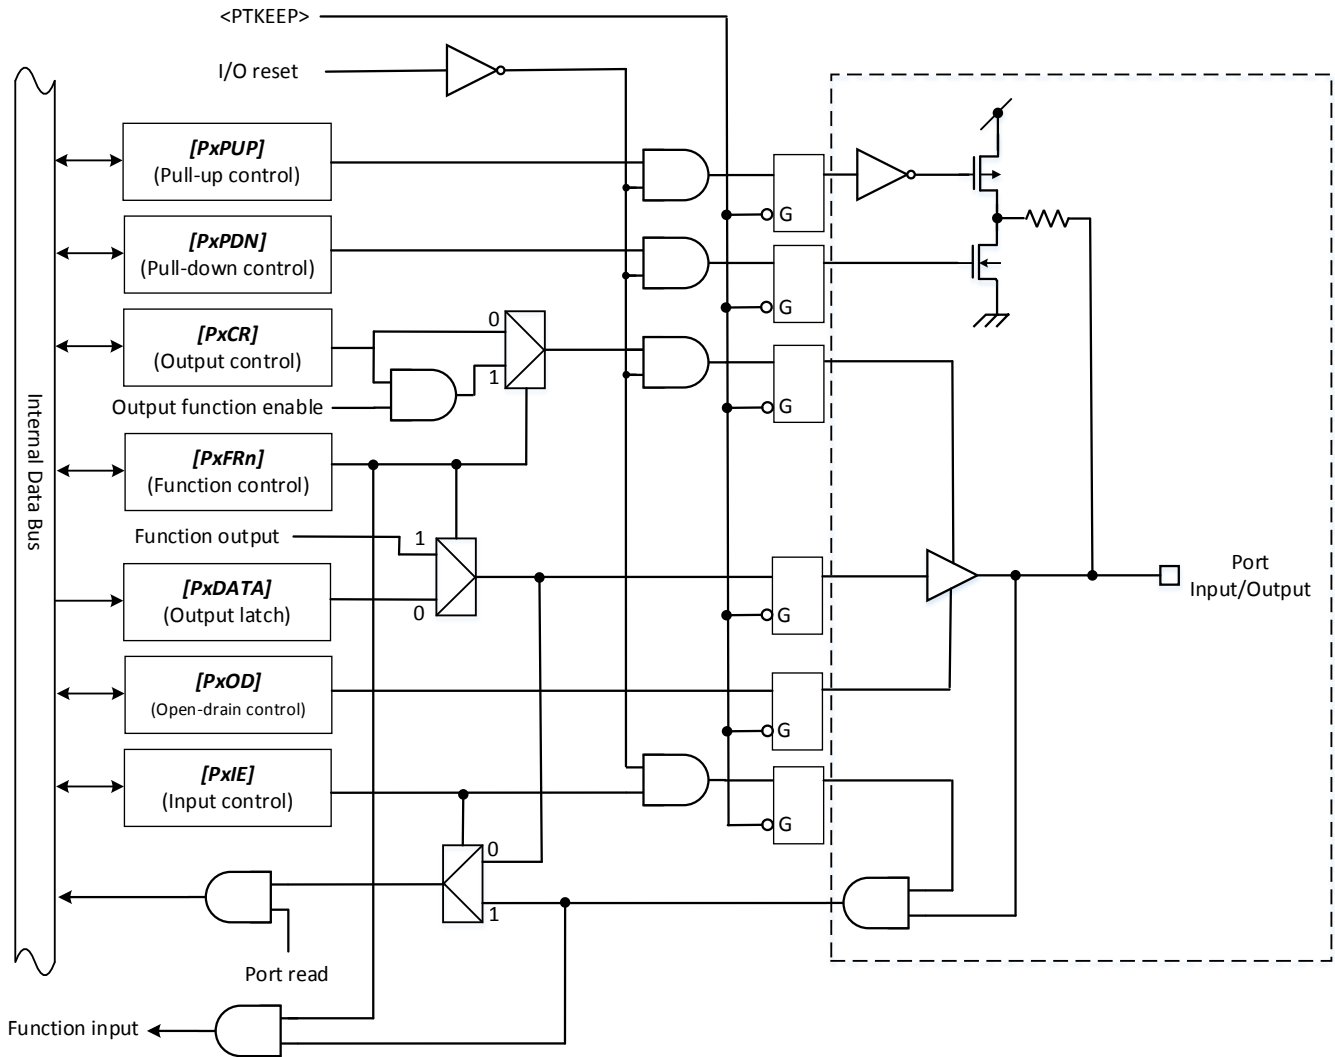 <PTKEEP>
I/O reset
[PxPUP]
(Pull-up control)
G
[PxPDN]
(Pull-down control)
G
[PxCR]
(Output control)
0
1
G
Output function enable
[PxFRn]
(Function control)
Internal Data Bus
Function output
1
[PxDATA]
(Output latch)
0
G
Port
Input/Output
[PxOD]
(Open-drain control)
G
[PxIE]
(Input control)
G
0
1
Port read
Function input